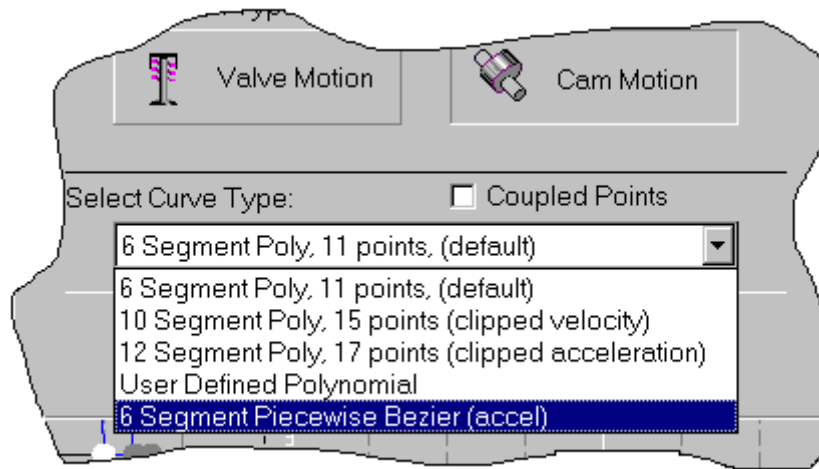 Valve Motion
Cam Motion
Select Curve Type:
Coupled Points
6 Segment Poly, 11 points, (default)
6 Segment Poly, 11 points, (default)
10 Segment Poly, 15 points (clipped velocity)
12 Segment Poly, 17 points (clipped acceleration)
User Defined Polynomial
6 Segment Piecewise Bezier (accel)